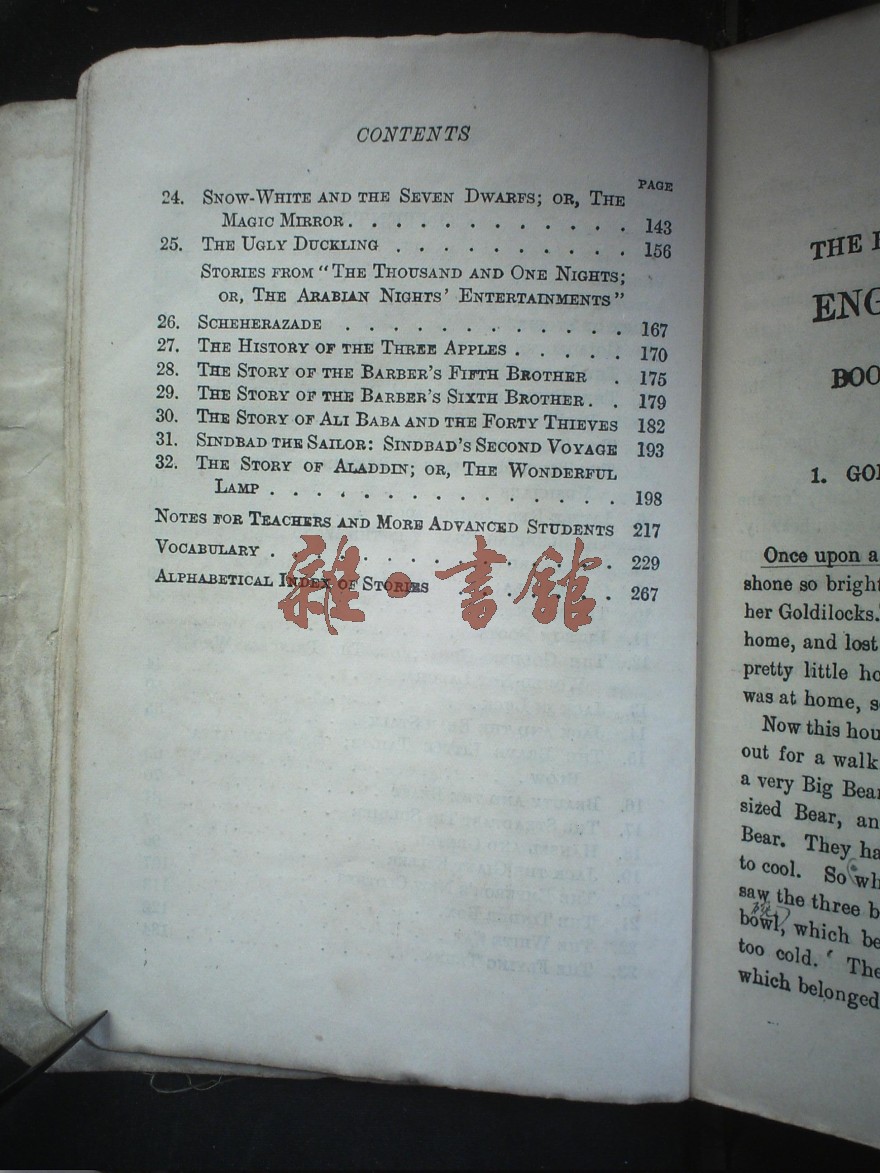 CONTENTS
PAGE
24. SNOW-WHITE AND THE SEVEN DWARFS; OR, THE
MAGIC MIRROR . . . . . . . . . . . . 143
25. THE UGLY DUCKLING . . . . . . . . . . 156
STORIES FROM "THE THOUSAND AND ONE NIGHTS;
OR, THE ARABIAN NIGHTS' ENTERTAINMENTS"
26. SCHEHERAZADE . . . . . . . . . . . . 167
27. THE HISTORY OF THE THREE APPLES . . . . . 170
28. THE STORY OF THE BARBER'S FIFTH BROTHER . 175
29. THE STORY OF THE BARBER'S SIXTH BROTHER . . 179
30. THE STORY OF ALI BABA AND THE FORTY THIEVES 182
31. SINDBAD THE SAILOR: SINDBAD'S SECOND VOYAGE 193
32. THE STORY OF ALADDIN; OR, THE WONDERFUL
LAMP . . . . . . . . . . . . . . . 198
NOTES FOR TEACHERS AND MORE ADVANCED STUDENTS 217
VOCABULARY . . . . . . . . . . . . . . 229
ALPHABETICAL INDEX OF STORIES . . . . . . 267
雜·書館
THE
ENG
BOO
1. GOL
Once upon a
shone so bright
her Goldilocks.
home, and lost
pretty little ho
was at home, s
Now this hou
out for a walk
a very Big Bear
sized Bear, an
Bear. They ha
to cool. So wh
saw the three b
bowl, which be
too cold. The
which belonged